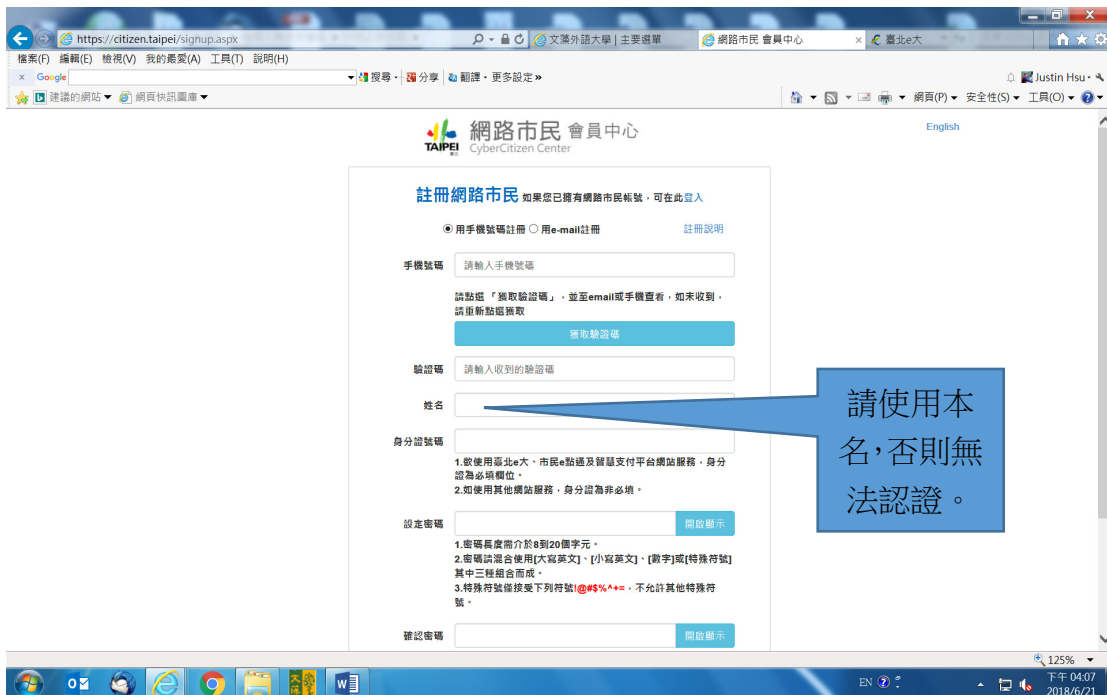 https://citizen.taipei/signup.aspx
文藻外語大學 | 主要選單
網路市民 會員中心
臺北e大
檔案(F) 編輯(E) 檢視(V) 我的最愛(A) 工具(T) 說明(H)
x Google
搜尋 分享 翻譯 更多設定 »
Justin Hsu
建議的網站 網頁快訊圖庫
網頁(P) 安全性(S) 工具(O)
English
TAIPEI
網路市民 會員中心
CyberCitizen Center
註冊網路市民 如果您已擁有網路市民帳號,可在此登入
用手機號碼註冊 用e-mail註冊 註冊說明
手機號碼 請輸入手機號碼
請點選「獲取驗證碼」,並至email或手機查看,如未收到,
請重新點選獲取
獲取驗證碼
驗證碼 請輸入收到的驗證碼
姓名
身分證號碼
1.欲使用臺北e大、市民e點通及智慧支付平台網站服務,身分
證為必填欄位。
2.如使用其他網站服務,身分證為非必填。
設定密碼 開啟顯示
1.密碼長度需介於8到20個字元。
2.密碼請混合使用[大寫英文]、[小寫英文]、[數字]或[特殊符號]
其中三種組合而成。
3.特殊符號僅接受下列符號!@#$%^+=,不允許其他特殊符
號。
確認密碼 開啟顯示
請使用本
名,否則無
法認證。
125%
EN
下午 04:07
2018/6/21